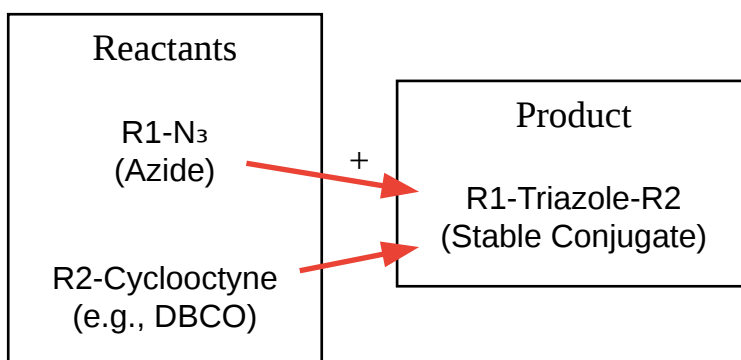 Reactants
R1-N₃
(Azide)
R2-Cyclooctyne
(e.g., DBCO)
+
Product
R1-Triazole-R2
(Stable Conjugate)